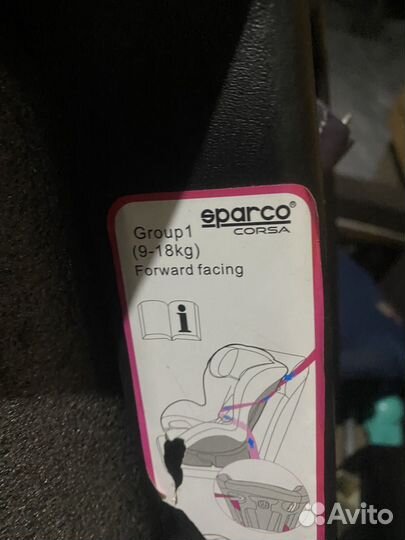 sparco®
CORSA
Group1
(9-18kg)
Forward facing
i
Avito